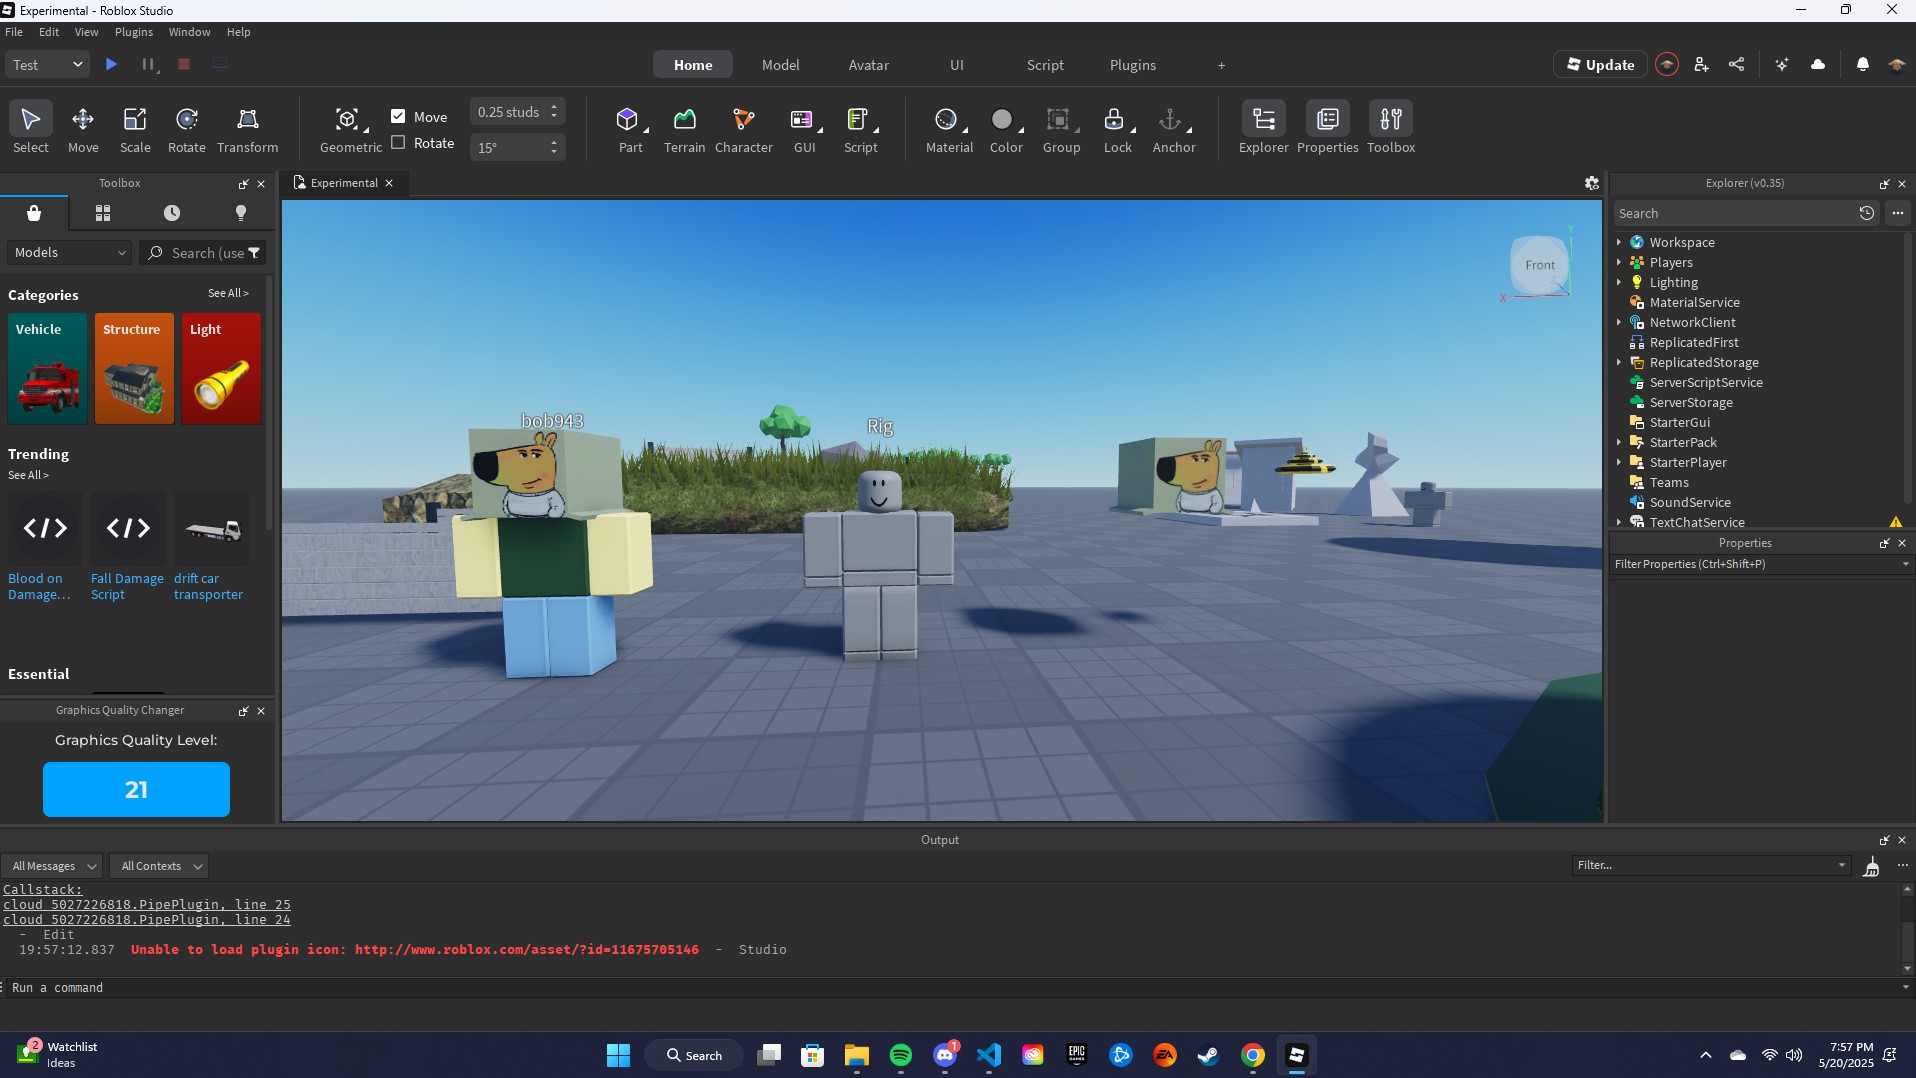 Experimental - Roblox Studio
File Edit View Plugins Window Help
Test
Home Model Avatar UI Script Plugins +
Update
Select Move Scale Rotate Transform
Geometric
Move
Rotate
0.25 studs
15°
Part Terrain Character GUI Script
Material Color Group Lock Anchor
Explorer Properties Toolbox
Toolbox
Models
Search (use
Categories
See All >
Vehicle
Structure
Light
Trending
See All >
Blood on
Damage...
Fall Damage
Script
drift car
transporter
Essential
Graphics Quality Changer
Graphics Quality Level:
21
Experimental
bob943
Rig
Front
X
Y
Z
Explorer (v0.35)
Search
Workspace
Players
Lighting
MaterialService
NetworkClient
ReplicatedFirst
ReplicatedStorage
ServerScriptService
ServerStorage
StarterGui
StarterPack
StarterPlayer
Teams
SoundService
TextChatService
Properties
Filter Properties (Ctrl+Shift+P)
Output
All Messages
All Contexts
Filter...
Callstack:
cloud_5027226818.PipePlugin, line 25
cloud_5027226818.PipePlugin, line 24
- Edit
19:57:12.837 Unable to load plugin icon: http://www.roblox.com/asset/?id=11675705146 - Studio
Run a command
2
Watchlist
Ideas
Search
1
EPIC
GAMES
EA
7:57 PM
5/20/2025